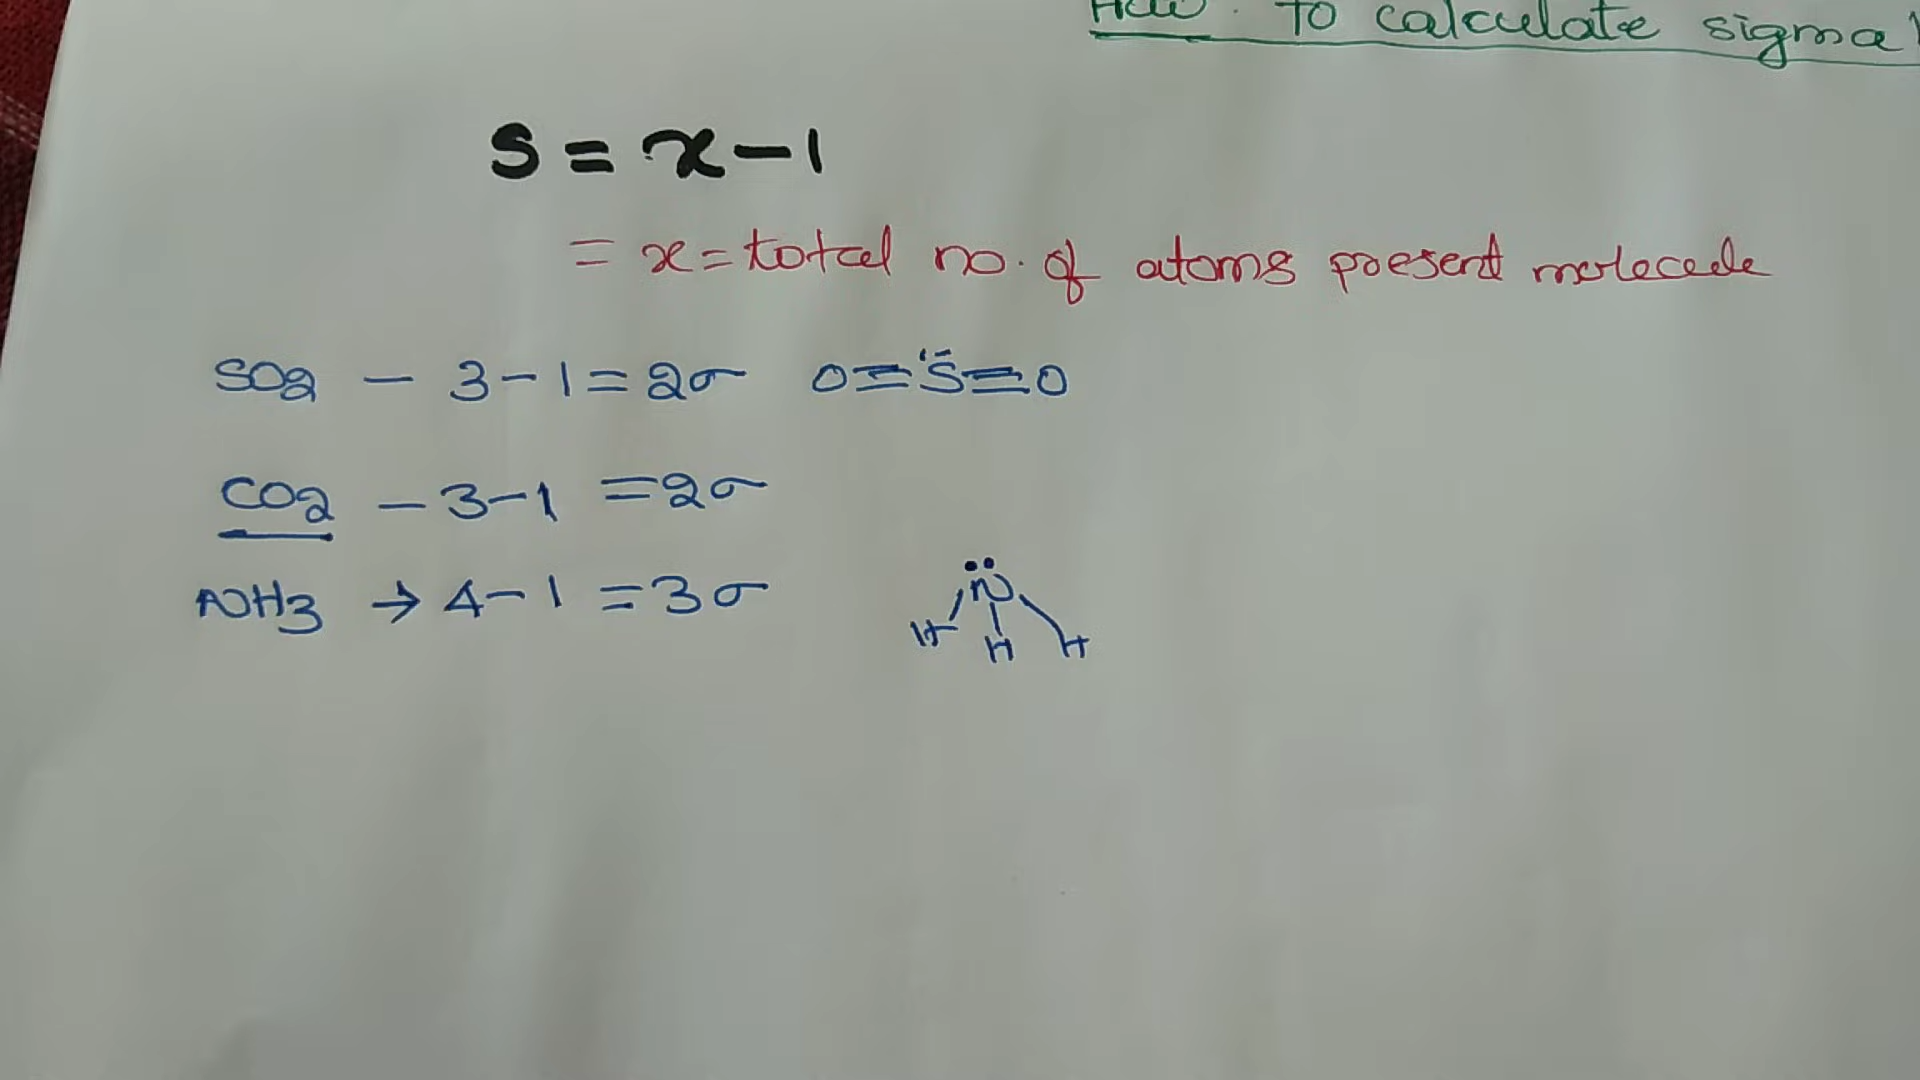 How. To calculate sigma
S = x - 1
= x = total no. of atoms present molecule
SO2 - 3 - 1 = 2σ O=S=O
CO2 - 3 - 1 = 2σ
NH3 → 4 - 1 = 3σ
N
H H H